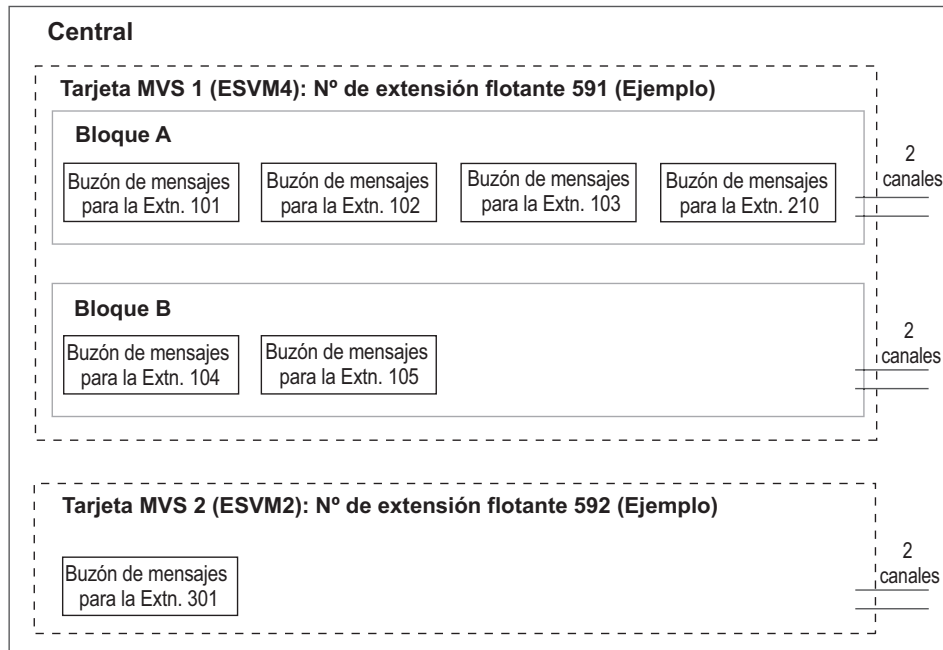 Central
Tarjeta MVS 1 (ESVM4): Nº de extensión flotante 591 (Ejemplo)
Bloque A
Buzón de mensajes
para la Extn. 101
Buzón de mensajes
para la Extn. 102
Buzón de mensajes
para la Extn. 103
Buzón de mensajes
para la Extn. 210
2
canales
Bloque B
Buzón de mensajes
para la Extn. 104
Buzón de mensajes
para la Extn. 105
2
canales
Tarjeta MVS 2 (ESVM2): Nº de extensión flotante 592 (Ejemplo)
Buzón de mensajes
para la Extn. 301
2
canales